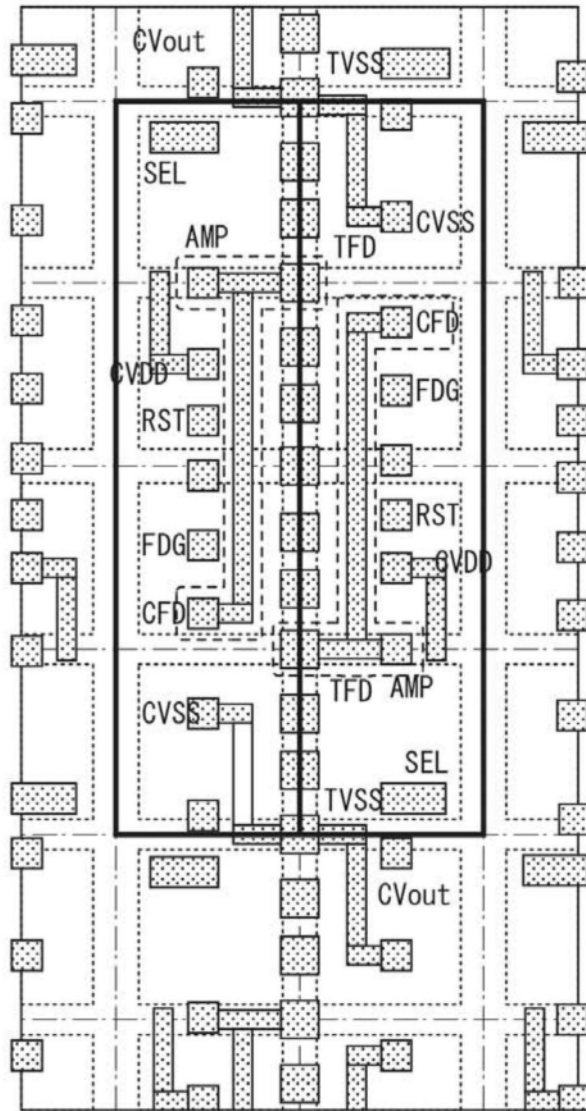 CVout
TVSS
SEL
CVSS
AMP
TFD
CFD
CVDD
FDG
RST
RST
FDG
CVDD
CFD
TFD
AMP
CVSS
SEL
TVSS
CVout